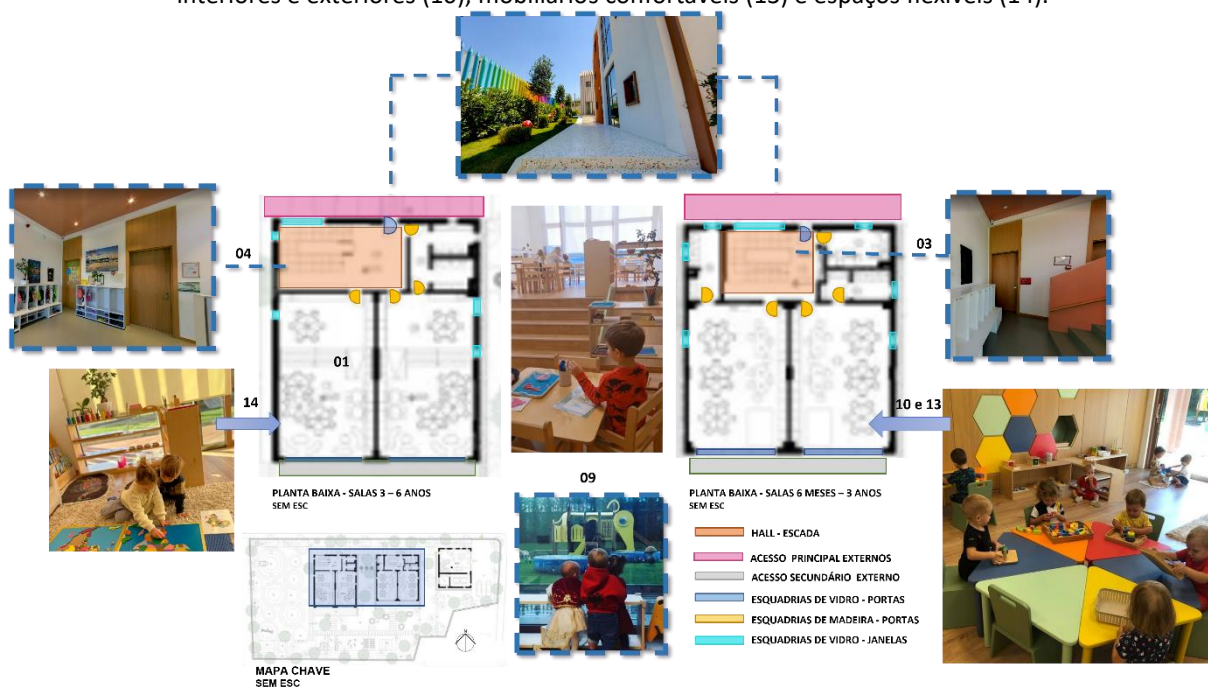 interiores e exteriores (10), mobiliários confortáveis (13) e espaços flexíveis (14).
04
03
01
14
10 e 13
09
PLANTA BAIXA - SALAS 3 – 6 ANOS
SEM ESC
PLANTA BAIXA - SALAS 6 MESES – 3 ANOS
SEM ESC
HALL - ESCADA
ACESSO PRINCIPAL EXTERNOS
ACESSO SECUNDÁRIO EXTERNO
ESQUADRIAS DE VIDRO - PORTAS
ESQUADRIAS DE MADEIRA - PORTAS
ESQUADRIAS DE VIDRO - JANELAS
MAPA CHAVE
SEM ESC